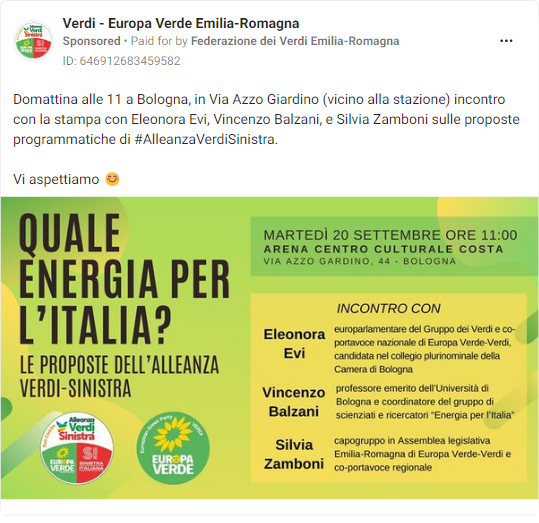 Verdi - Europa Verde Emilia-Romagna
Sponsored • Paid for by Federazione dei Verdi Emilia-Romagna
ID: 646912683459582
Domattina alle 11 a Bologna, in Via Azzo Giardino (vicino alla stazione) incontro
con la stampa con Eleonora Evi, Vincenzo Balzani, e Silvia Zamboni sulle proposte
programmatiche di #AlleanzaVerdiSinistra.
Vi aspettiamo 😊
QUALE
ENERGIA PER
L'ITALIA?
LE PROPOSTE DELL'ALLEANZA
VERDI-SINISTRA
Alleanza
Verdi
Sinistra
EUROPA
VERDE
SI
SINISTRA
ITALIANA
European Green Party
VERDI
EUROPA
VERDE
MARTEDÌ 20 SETTEMBRE ORE 11:00
ARENA CENTRO CULTURALE COSTA
VIA AZZO GARDINO, 44 - BOLOGNA
INCONTRO CON
Eleonora
Evi
europarlamentare del Gruppo dei Verdi e co-
portavoce nazionale di Europa Verde-Verdi,
candidata nel collegio plurinominale della
Camera di Bologna
Vincenzo
Balzani
professore emerito dell'Università di
Bologna e coordinatore del gruppo di
scienziati e ricercatori "Energia per l'Italia"
Silvia
Zamboni
capogruppo in Assemblea legislativa
Emilia-Romagna di Europa Verde-Verdi e
co-portavoce regionale